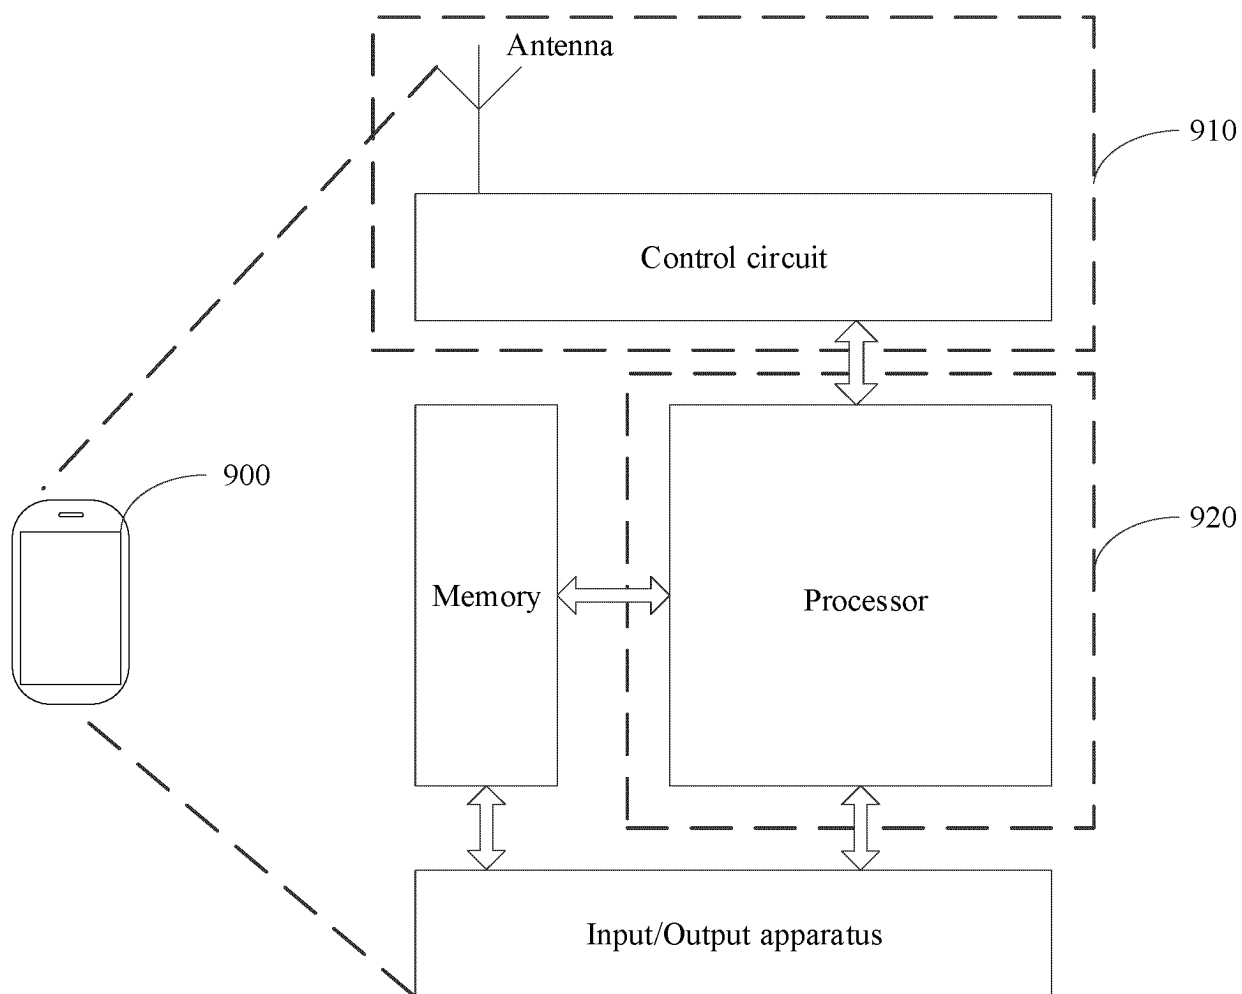 Antenna
910
Control circuit
900
920
Memory
Processor
Input/Output apparatus